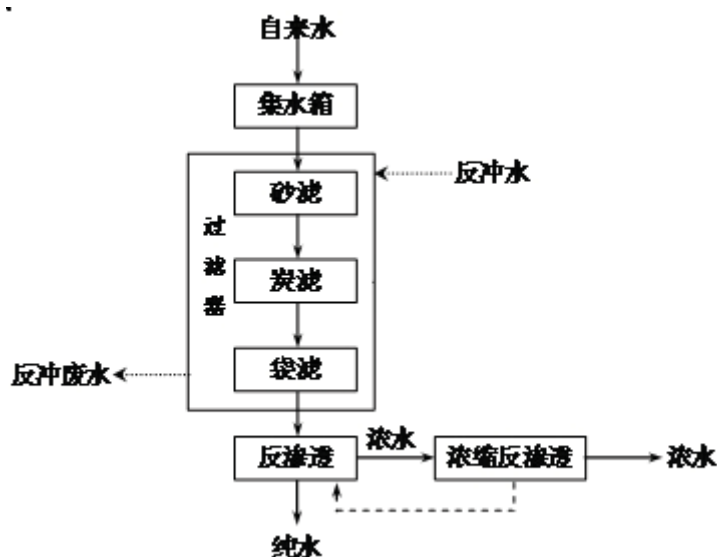 自来水
集水箱
反冲水
砂滤
过滤器
炭滤
袋滤
反冲废水
反渗透
浓水
浓缩反渗透
浓水
纯水